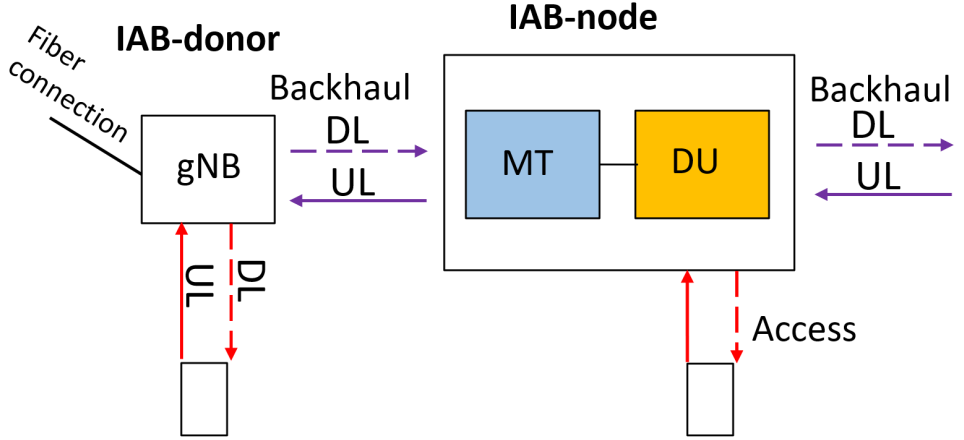 IAB-donor
IAB-node
Fiber
connection
Backhaul
DL
UL
gNB
MT
DU
Backhaul
DL
UL
UL
DL
Access